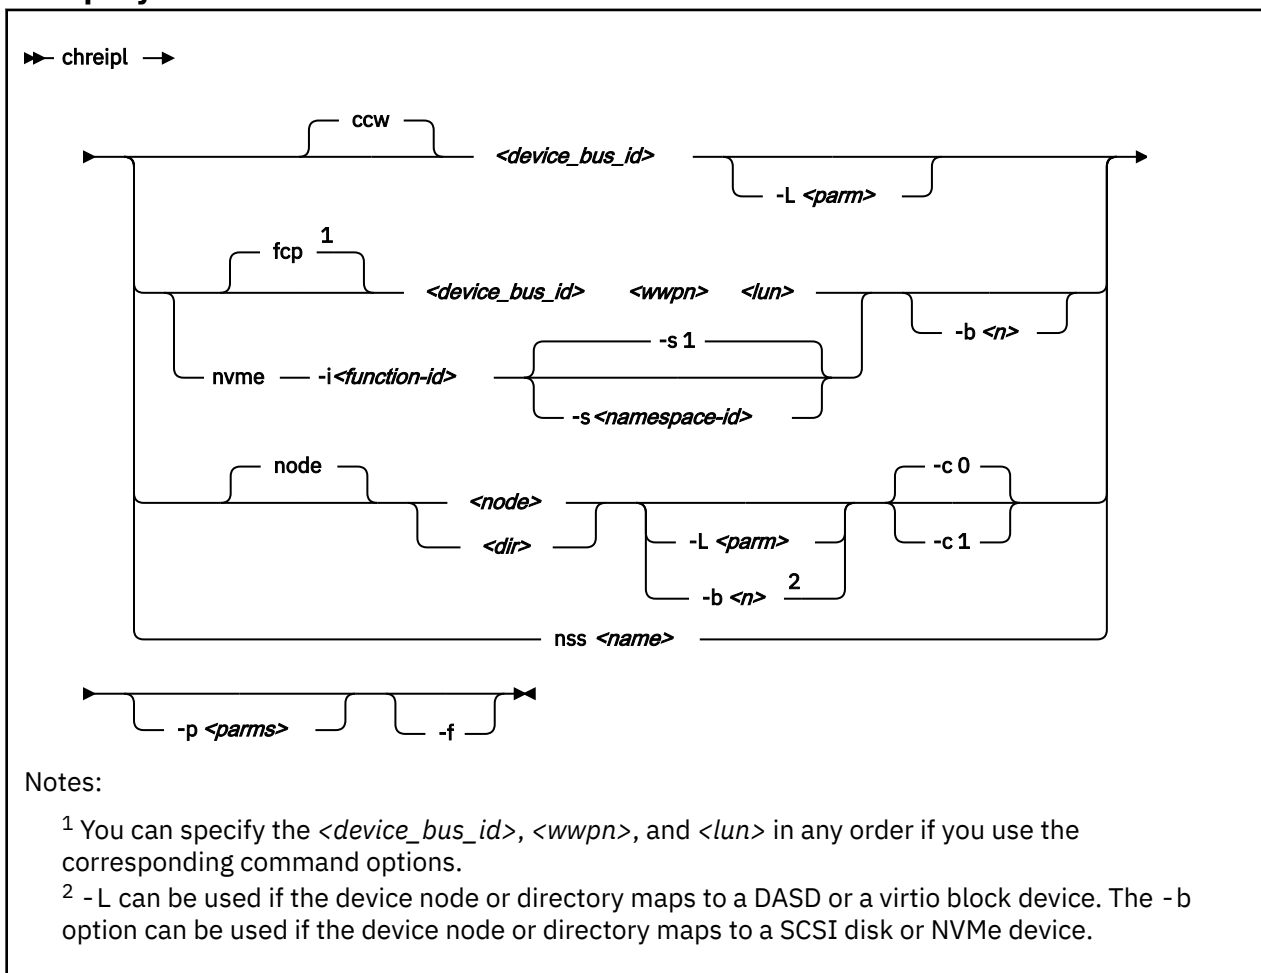 chreipl
ccw
<device_bus_id>
-L <parm>
fcp 1
<device_bus_id> <wwpn> <lun>
-b <n>
-s 1
nvme -i<function-id>
-s<namespace-id>
node -c 0
<node>
-L <parm> -c 1
<dir>
-b <n> 2
nss <name>
-p <parms> -f
Notes:
1 You can specify the <device_bus_id>, <wwpn>, and <lun> in any order if you use the
corresponding command options.
2 -L can be used if the device node or directory maps to a DASD or a virtio block device. The -b
option can be used if the device node or directory maps to a SCSI disk or NVMe device.